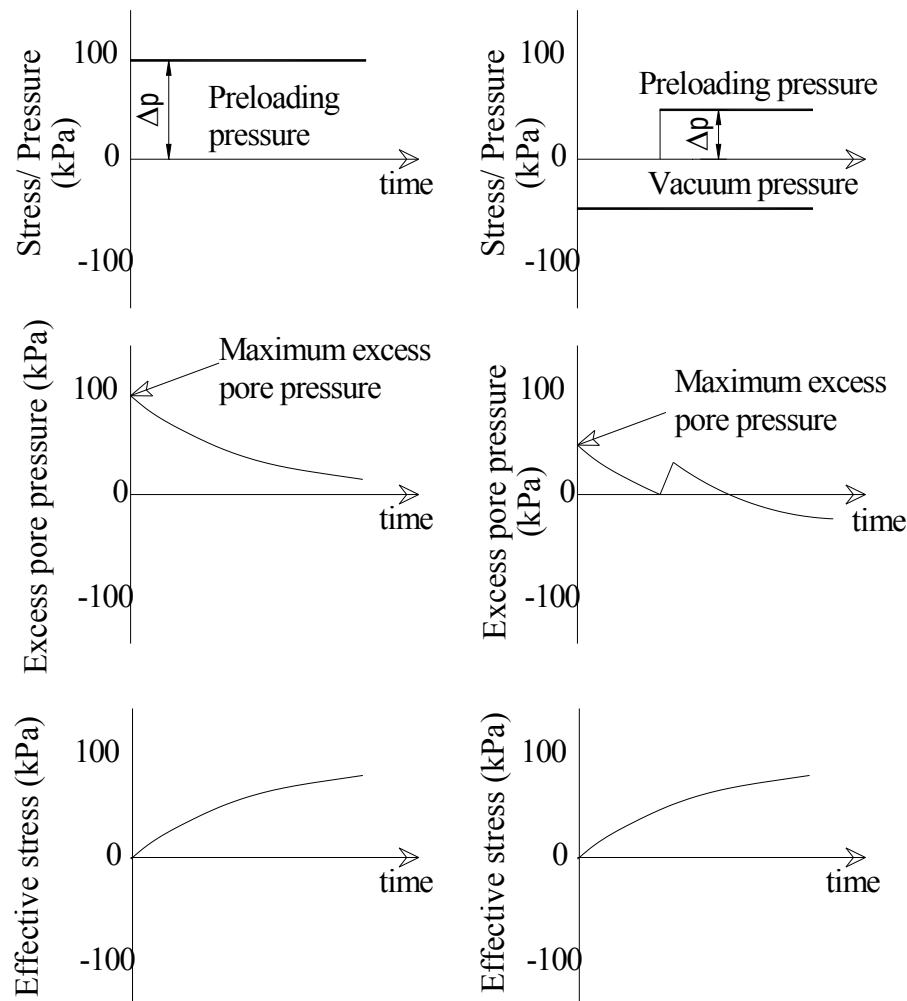 Stress/ Pressure
(kPa)
100
0
-100
Δp
Preloading
pressure
time
Stress/ Pressure
(kPa)
100
0
-100
Preloading pressure
Δp
Vacuum pressure
time
Excess pore pressure (kPa)
100
0
-100
Maximum excess
pore pressure
time
Excess pore pressure
(kPa)
100
0
-100
Maximum excess
pore pressure
time
Effective stress (kPa)
100
0
-100
time
Effective stress (kPa)
100
0
-100
time